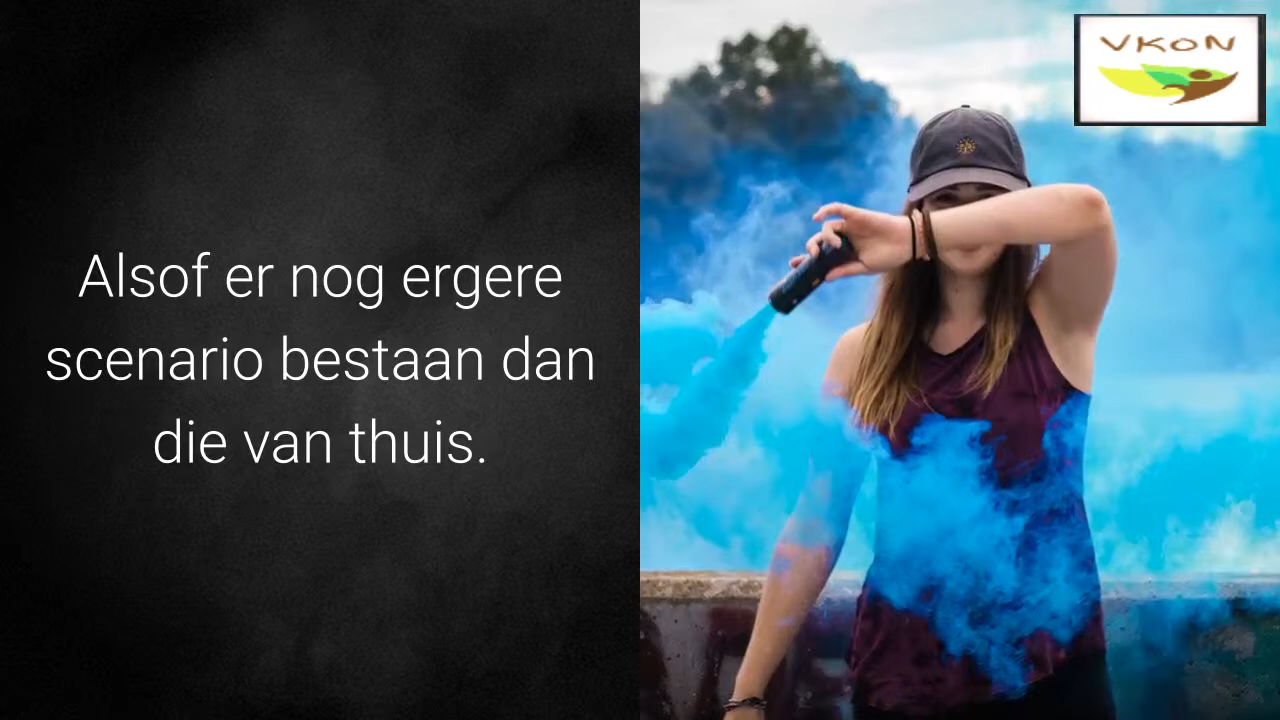 Alsof er nog ergere
scenario bestaan dan
die van thuis.
VKON